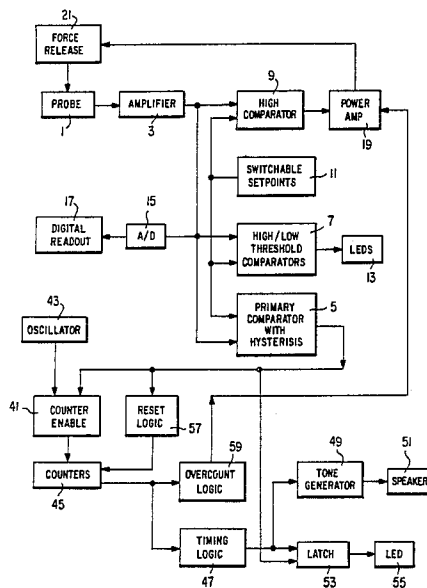 21
FORCE
RELEASE
PROBE
1
AMPLIFIER
3
9
HIGH
COMPARATOR
POWER
AMP
19
SWITCHABLE
SETPOINTS
11
17
DIGITAL
READOUT
15
A/D
7
HIGH/LOW
THRESHOLD
COMPARATORS
LEDS
13
5
PRIMARY
COMPARATOR
WITH
HYSTERISIS
43
OSCILLATOR
41
COUNTER
ENABLE
RESET
LOGIC
57
COUNTERS
45
59
OVERCOUNT
LOGIC
49
TONE
GENERATOR
51
SPEAKER
TIMING
LOGIC
47
LATCH
53
LED
55